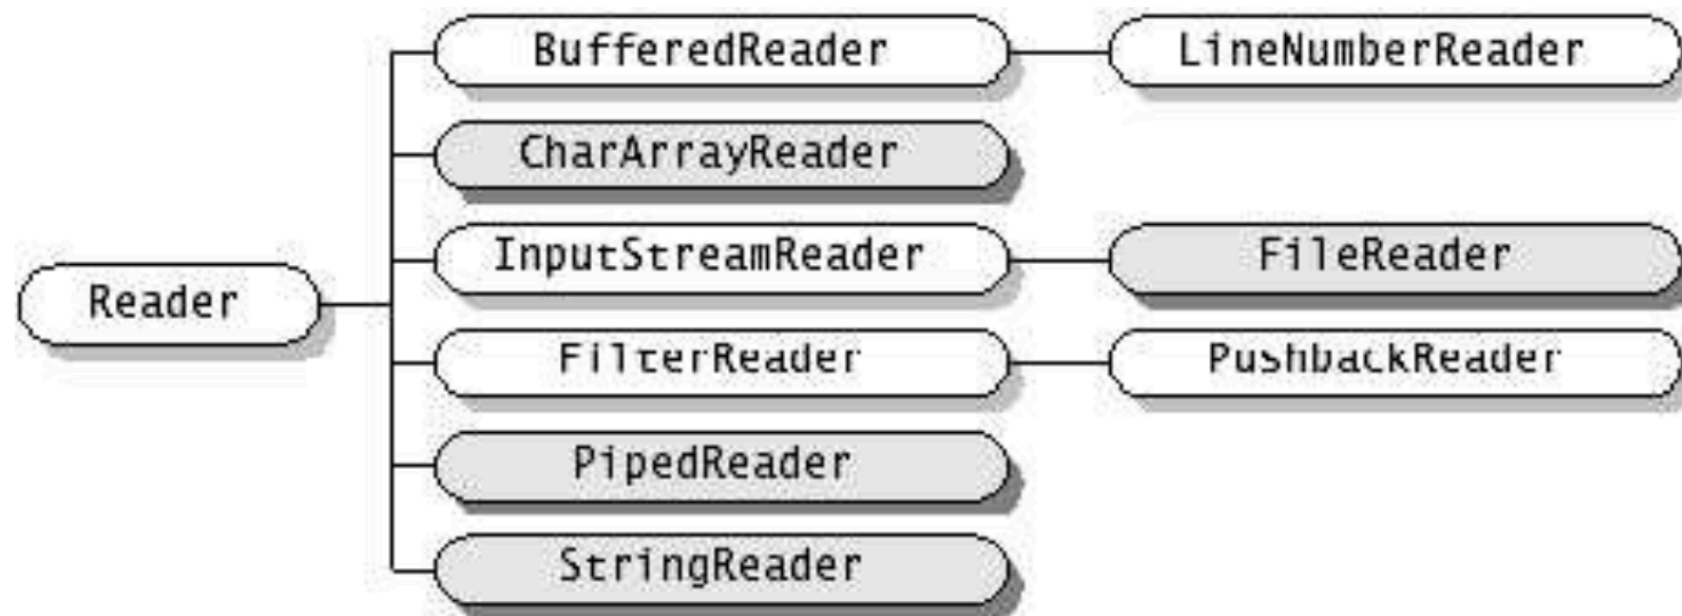 BufferedReader
LineNumberReader
CharArrayReader
InputStreamReader
FileReader
Reader
FilterReader
PushbackReader
PipedReader
StringReader